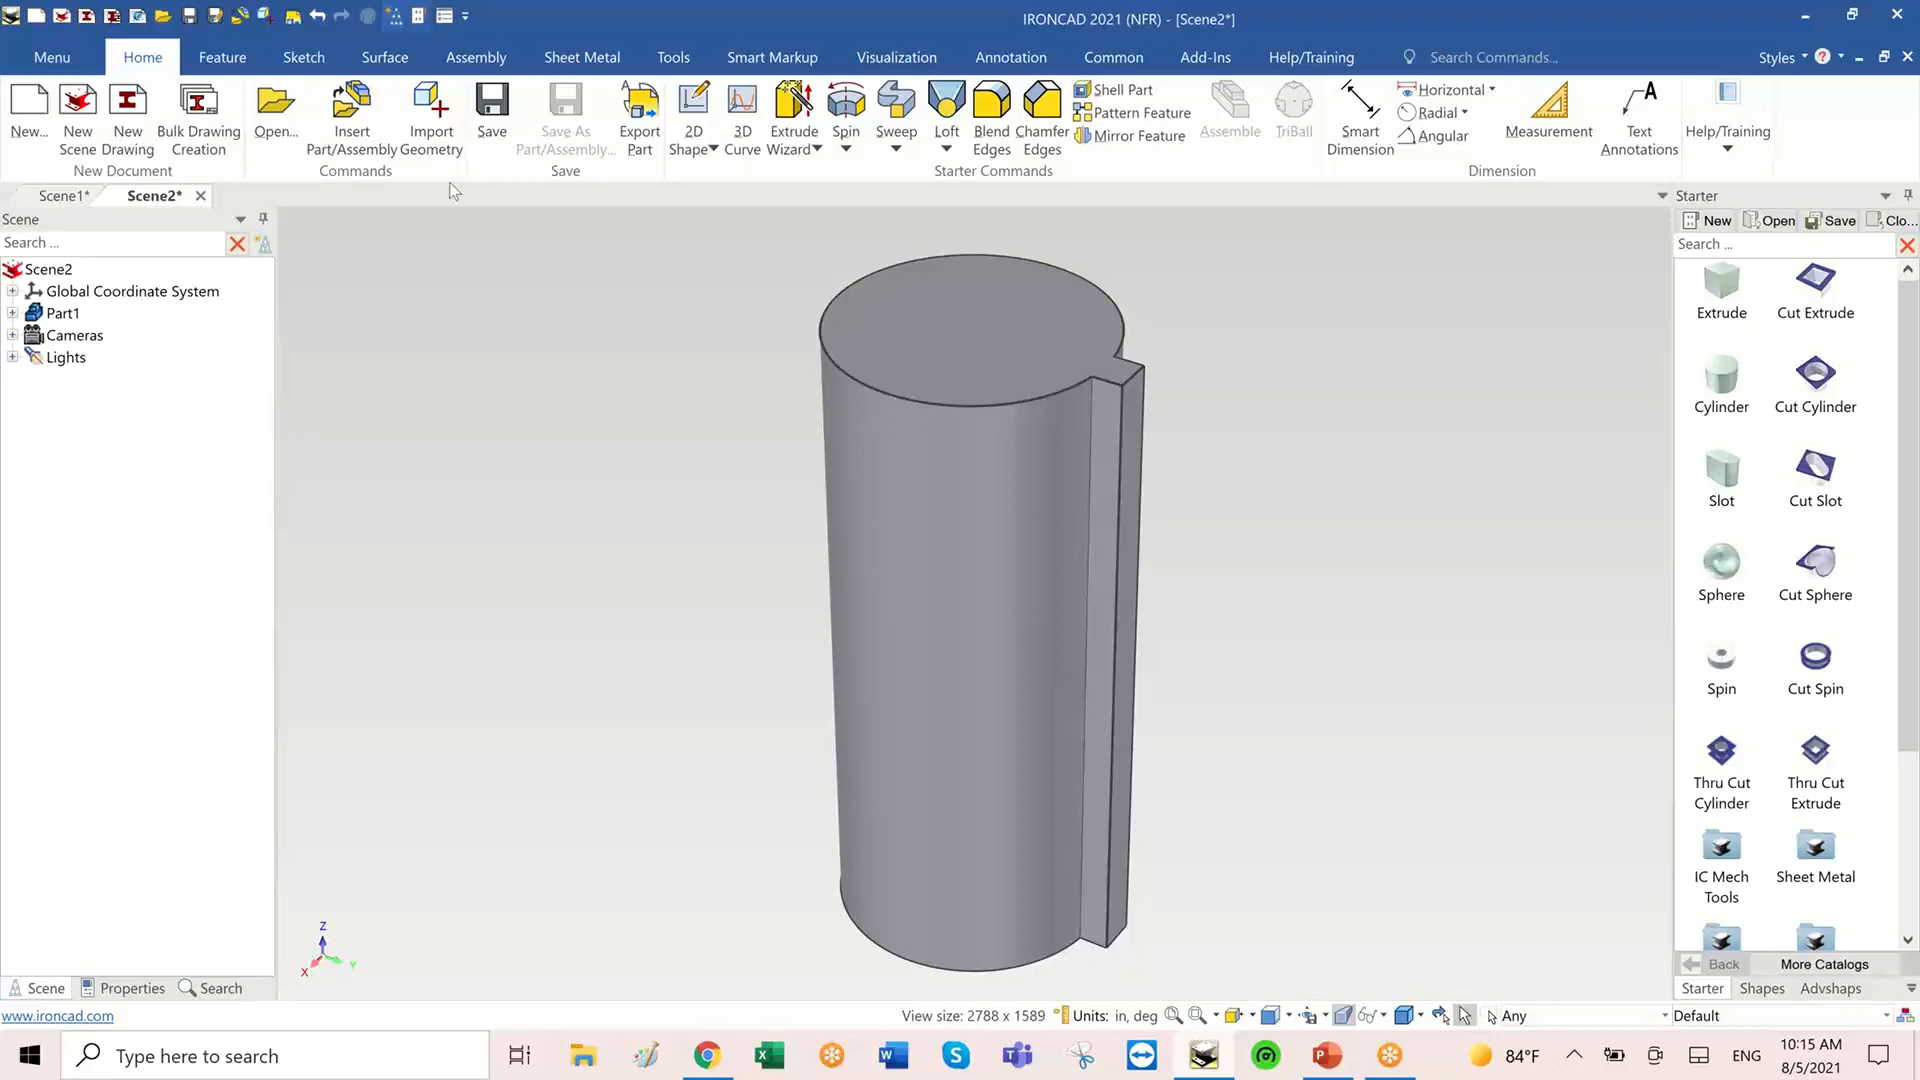 IRONCAD 2021 (NFR) - [Scene2*]
Menu Home Feature Sketch Surface Assembly Sheet Metal Tools Smart Markup Visualization Annotation Common Add-Ins Help/Training Search Commands... Styles
New... New Scene New Drawing Bulk Drawing Creation
New Document
Open... Insert Part/Assembly Import Geometry
Commands
Save Save As Part/Assembly... Export Part
Save
2D Shape 3D Curve Extrude Wizard Spin Sweep Loft Blend Edges Chamfer Edges
Shell Part
Pattern Feature
Mirror Feature
Assemble TriBall
Starter Commands
Smart Dimension
Horizontal
Radial
Angular
Measurement Text Annotations
Dimension
Help/Training
Scene1* Scene2*
Scene
Search ...
Scene2
Global Coordinate System
Part1
Cameras
Lights
Z
X
Y
Scene Properties Search
Starter
New Open Save Clo...
Search ...
Extrude Cut Extrude
Cylinder Cut Cylinder
Slot Cut Slot
Sphere Cut Sphere
Spin Cut Spin
Thru Cut Cylinder Thru Cut Extrude
IC Mech Tools Sheet Metal
Back More Catalogs
Starter Shapes Advshaps
www.ironcad.com View size: 2788 x 1589 Units: in, deg Any Default
Type here to search
84°F ENG
10:15 AM
8/5/2021